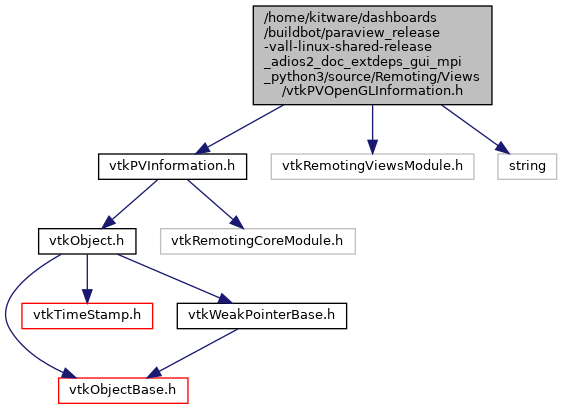 /home/kitware/dashboards
/buildbot/paraview_release
-vall-linux-shared-release
_adios2_doc_extdeps_gui_mpi
_python3/source/Remoting/Views
/vtkPVOpenGLInformation.h
vtkPVInformation.h
vtkRemotingViewsModule.h
string
vtkObject.h
vtkRemotingCoreModule.h
vtkTimeStamp.h
vtkWeakPointerBase.h
vtkObjectBase.h